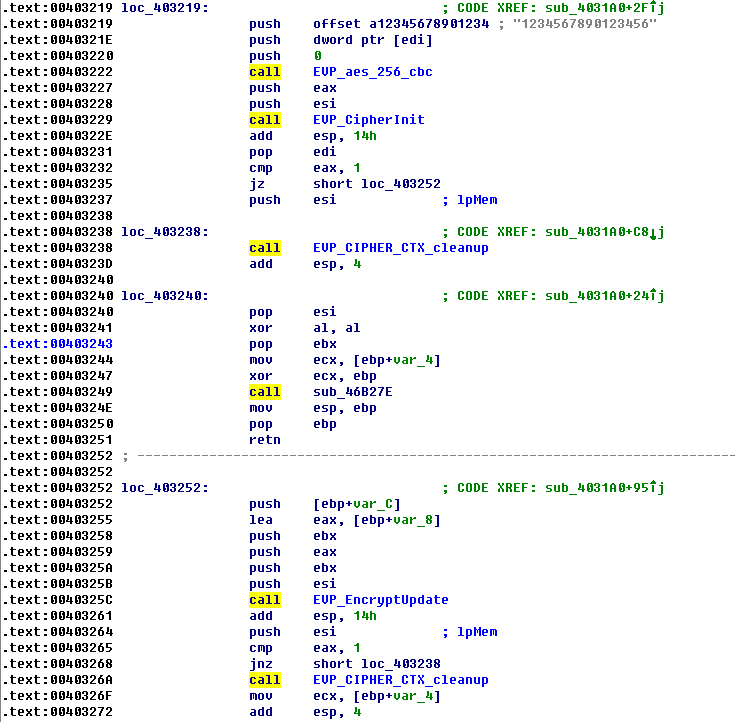 .text:00403219 loc_403219: ; CODE XREF: sub_4031A0+2F↑j
.text:00403219 push offset a12345678901234 ; "1234567890123456"
.text:0040321E push dword ptr [edi]
.text:00403220 push 0
.text:00403222 call EVP_aes_256_cbc
.text:00403227 push eax
.text:00403228 push esi
.text:00403229 call EVP_CipherInit
.text:0040322E add esp, 14h
.text:00403231 pop edi
.text:00403232 cmp eax, 1
.text:00403235 jz short loc_403252
.text:00403237 push esi ; lpMem
.text:00403238
.text:00403238 loc_403238: ; CODE XREF: sub_4031A0+C8↓j
.text:00403238 call EVP_CIPHER_CTX_cleanup
.text:0040323D add esp, 4
.text:00403240
.text:00403240 loc_403240: ; CODE XREF: sub_4031A0+24↑j
.text:00403240 pop esi
.text:00403241 xor al, al
.text:00403243 pop ebx
.text:00403244 mov ecx, [ebp+var_4]
.text:00403247 xor ecx, ebp
.text:00403249 call sub_46B27E
.text:0040324E mov esp, ebp
.text:00403250 pop ebp
.text:00403251 retn
.text:00403252 ; ---------------------------------------------------------------------------
.text:00403252
.text:00403252 loc_403252: ; CODE XREF: sub_4031A0+95↑j
.text:00403252 push [ebp+var_C]
.text:00403255 lea eax, [ebp+var_8]
.text:00403258 push ebx
.text:00403259 push eax
.text:0040325A push ebx
.text:0040325B push esi
.text:0040325C call EVP_EncryptUpdate
.text:00403261 add esp, 14h
.text:00403264 push esi ; lpMem
.text:00403265 cmp eax, 1
.text:00403268 jnz short loc_403238
.text:0040326A call EVP_CIPHER_CTX_cleanup
.text:0040326F mov ecx, [ebp+var_4]
.text:00403272 add esp, 4